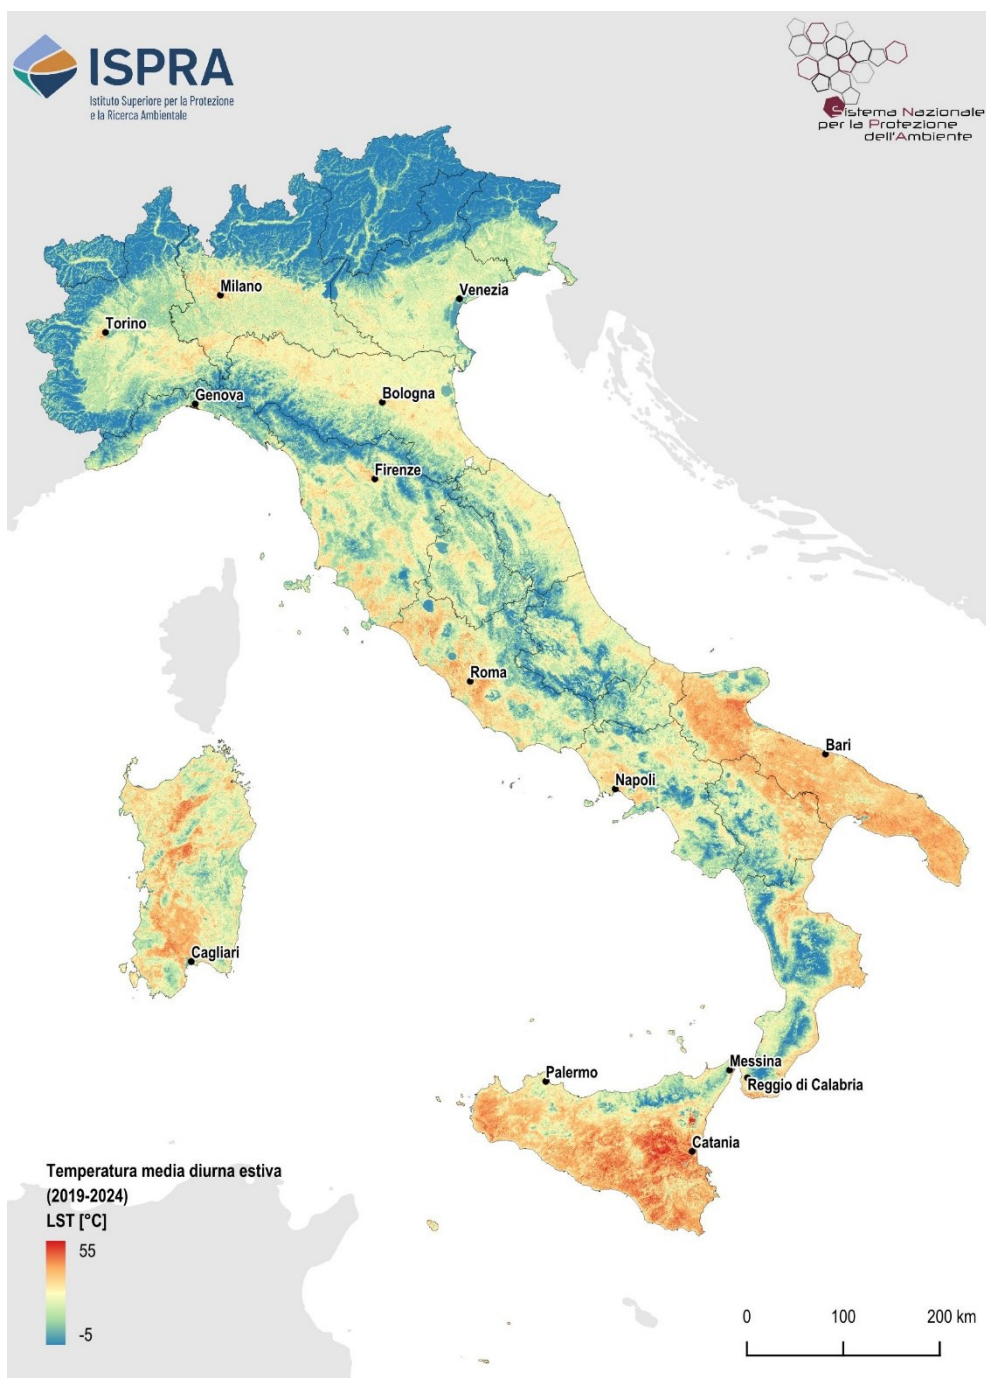 ISPRA
Istituto Superiore per la Protezione
e la Ricerca Ambientale
Sistema Nazionale
per la Protezione
dell'Ambiente
Milano
Venezia
Torino
Genova
Bologna
Firenze
Roma
Bari
Napoli
Cagliari
Messina
Palermo
Reggio di Calabria
Catania
Temperatura media diurna estiva
(2019-2024)
LST [°C]
55
-5
0 100 200 km